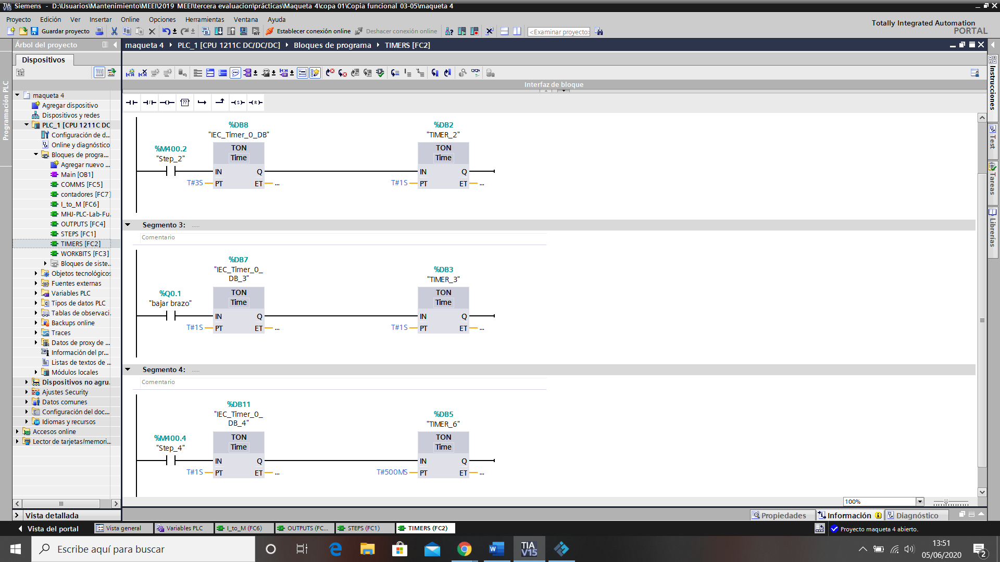 Siemens - D:\Usuarios\Mantenimiento\MEEI\2019 MEEI\tercera evaluacion\prácticas\Maqueta 4\copa 01\Copia funcional 03-05\maqueta 4
Proyecto Edición Ver Insertar Online Opciones Herramientas Ventana Ayuda
Totally Integrated Automation
PORTAL
Guardar proyecto
Establecer conexión online
Deshacer conexión online
<Examinar proyecto>
Árbol del proyecto
maqueta 4 PLC_1 [CPU 1211C DC/DC/DC] Bloques de programa TIMERS [FC2]
Dispositivos
Programación PLC
maqueta 4
Agregar dispositivo
Dispositivos y redes
PLC_1 [CPU 1211C DC
Configuración de d...
Online y diagnóstico
Bloques de progra...
Agregar nuevo ...
Main [OB1]
COMMS [FC5]
contadores [FC7]
I_to_M [FC6]
MHJ-PLC-Lab-Fu.
OUTPUTS [FC4]
STEPS [FC1]
TIMERS [FC2]
WORKBITS [FC3]
Bloques de siste..
Objetos tecnológicos
Fuentes externas
Variables PLC
Tipos de datos PLC
Tablas de observaci.
Backups online
Traces
Datos de proxy de ...
Información del pr...
Listas de textos de ..
Módulos locales
Dispositivos no agru.
Ajustes Security
Datos comunes
Configuración del doc...
Idiomas y recursos
Accesos online
Lector de tarjetas/memori...
Vista detallada
Interfaz de bloque
%DB8
"IEC_Timer_0_DB"
%DB2
"TIMER_2"
%M400.2
"Step_2"
TON
Time
IN Q
T#3S PT ET ...
TON
Time
IN Q
T#1S PT ET ...
Segmento 3: .....
Comentario
%DB7
"IEC_Timer_0_
DB_3"
%DB3
"TIMER_3"
%Q0.1
"bajar brazo"
TON
Time
IN Q
T#1S PT ET ...
TON
Time
IN Q
T#1S PT ET ...
Segmento 4: .....
Comentario
%DB11
"IEC_Timer_0_
DB_4"
%DB5
"TIMER_6"
%M400.4
"Step_4"
TON
Time
IN Q
T#1S PT ET ...
TON
Time
IN Q
T#500MS PT ET ...
100%
Instrucciones
Test
Tareas
Librerías
Propiedades Información Diagnóstico
Vista del portal
Vista general
Variables PLC
I_to_M (FC6)
OUTPUTS (FC...
STEPS (FC1)
TIMERS (FC2)
Proyecto maqueta 4 abierto.
Escribe aquí para buscar
TIA
V15
13:51
05/06/2020
2